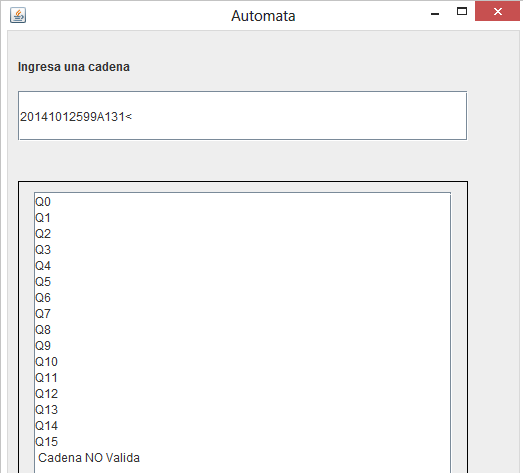 Automata
Ingresa una cadena
20141012599A131<
Q0
Q1
Q2
Q3
Q4
Q5
Q6
Q7
Q8
Q9
Q10
Q11
Q12
Q13
Q14
Q15
Cadena NO Valida